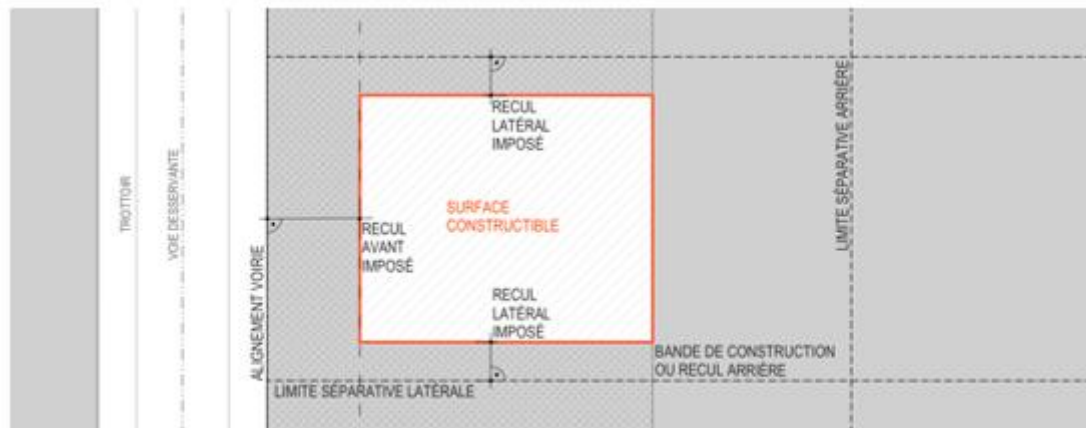 TROTTOIR
VOIE DESSERVANTE
ALIGNEMENT VOIRIE
RECUL
LATÉRAL
IMPOSÉ
SURFACE
CONSTRUCTIBLE
RECUL
AVANT
IMPOSÉ
RECUL
LATÉRAL
IMPOSÉ
LIMITE SÉPARATIVE ARRIÈRE
BANDE DE CONSTRUCTION
OU RECUL ARRIÈRE
LIMITE SÉPARATIVE LATÉRALE